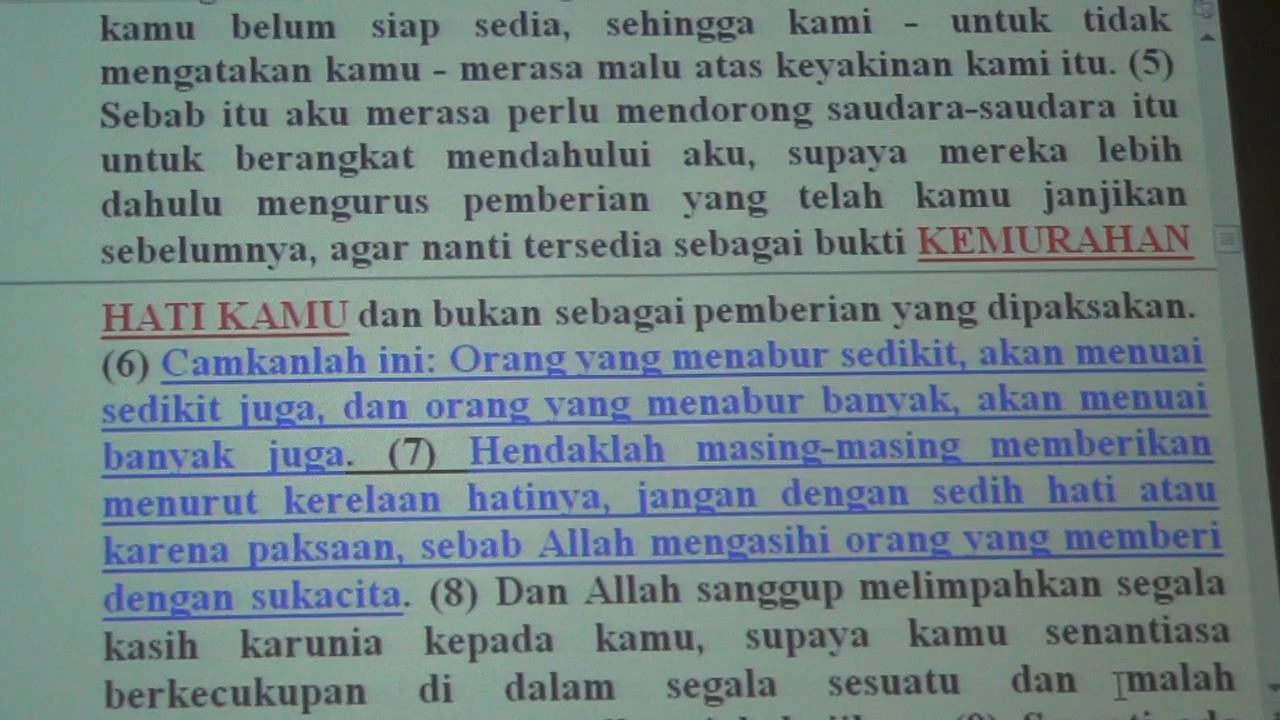 kamu belum siap sedia, sehingga kami - untuk tidak
mengatakan kamu - merasa malu atas keyakinan kami itu. (5)
Sebab itu aku merasa perlu mendorong saudara-saudara itu
untuk berangkat mendahului aku, supaya mereka lebih
dahulu mengurus pemberian yang telah kamu janjikan
sebelumnya, agar nanti tersedia sebagai bukti KEMURAHAN
HATI KAMU dan bukan sebagai pemberian yang dipaksakan.
(6) Camkanlah ini: Orang yang menabur sedikit, akan menuai
sedikit juga, dan orang yang menabur banyak, akan menuai
banyak juga. (7) Hendaklah masing-masing memberikan
menurut kerelaan hatinya, jangan dengan sedih hati atau
karena paksaan, sebab Allah mengasihi orang yang memberi
dengan sukacita. (8) Dan Allah sanggup melimpahkan segala
kasih karunia kepada kamu, supaya kamu senantiasa
berkecukupan di dalam segala sesuatu dan malah